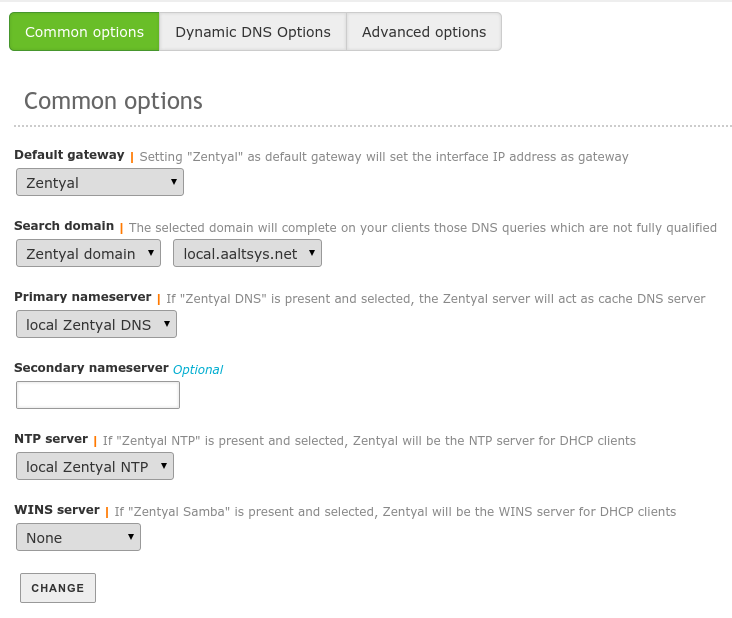 Common options Dynamic DNS Options Advanced options
Common options
Default gateway | Setting "Zentyal" as default gateway will set the interface IP address as gateway
Zentyal
Search domain | The selected domain will complete on your clients those DNS queries which are not fully qualified
Zentyal domain local.aaltsys.net
Primary nameserver | If "Zentyal DNS" is present and selected, the Zentyal server will act as cache DNS server
local Zentyal DNS
Secondary nameserver Optional
NTP server | If "Zentyal NTP" is present and selected, Zentyal will be the NTP server for DHCP clients
local Zentyal NTP
WINS server | If "Zentyal Samba" is present and selected, Zentyal will be the WINS server for DHCP clients
None
CHANGE